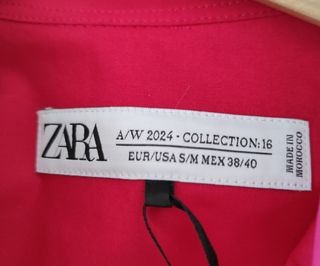 ZARA
A/W 2024 - COLLECTION: 16
EUR/USA S/M MEX 38/40
MADE IN
MOROCCO